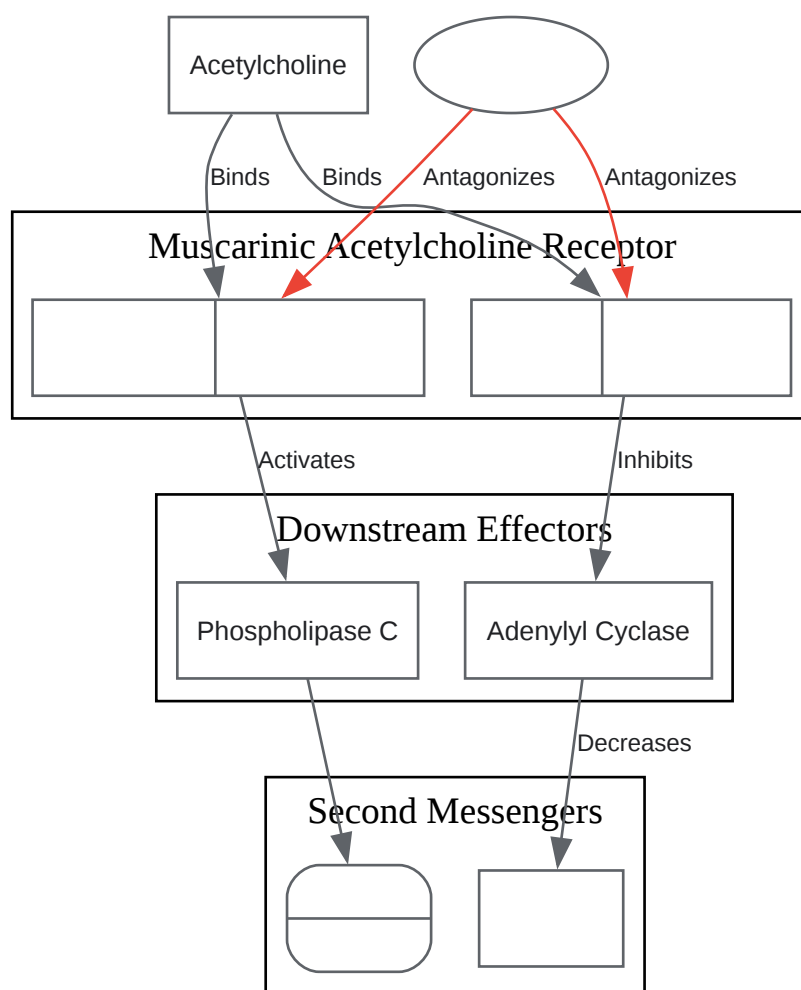 Acetylcholine
Binds
Binds
Antagonizes
Antagonizes
Muscarinic Acetylcholine Receptor
Activates
Inhibits
Downstream Effectors
Phospholipase C
Adenylyl Cyclase
Decreases
Second Messengers